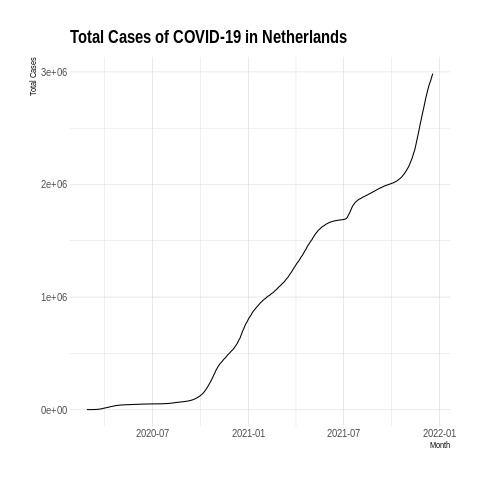 Total Cases of COVID-19 in Netherlands
Total Cases
3e+06
2e+06
1e+06
0e+00
2020-07 2021-01 2021-07 2022-01
Month